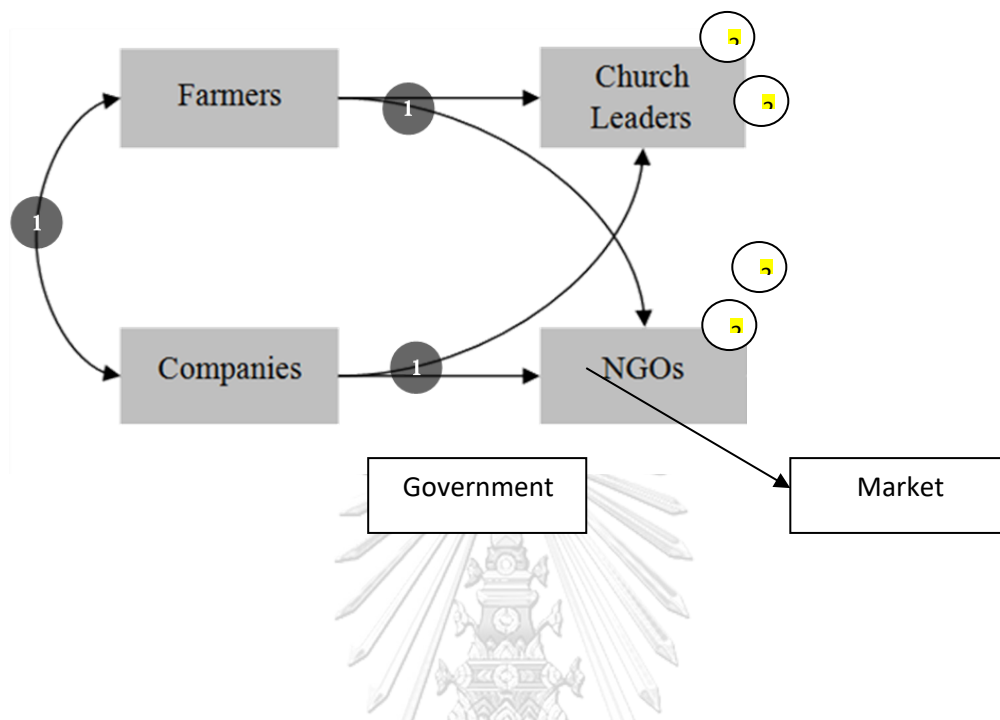 Farmers
1
Church
Leaders
1
Companies
1
NGOs
Government
Market